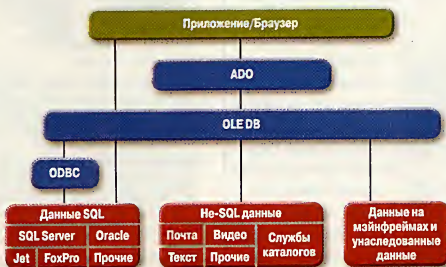 Приложение/Браузер
ADO
OLE DB
ODBC
Данные SQL
SQL Server
Oracle
Jet
FoxPro
Прочие
Не-SQL данные
Почта
Видео
Службы
каталогов
Текст
Прочие
Данные на
мэйнфреймах и
унаследованные
данные